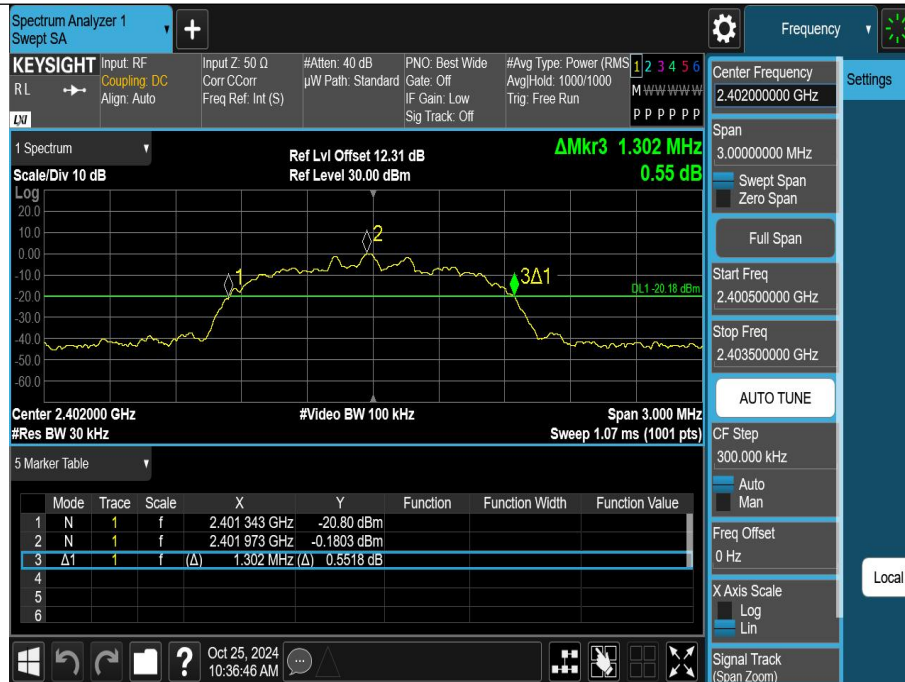 Spectrum Analyzer 1
Swept SA
+
Frequency
KEYSIGHT
RL
LXI
Input: RF
Coupling: DC
Align: Auto
Input Z: 50 Ω
Corr CCorr
Freq Ref: Int (S)
#Atten: 40 dB
µW Path: Standard
PNO: Best Wide
Gate: Off
IF Gain: Low
Sig Track: Off
#Avg Type: Power (RMS
Avg|Hold: 1000/1000
Trig: Free Run
1 2 3 4 5 6
M W W W W W
P P P P P P
1 Spectrum
Scale/Div 10 dB
Ref Lvl Offset 12.31 dB
Ref Level 30.00 dBm
ΔMkr3 1.302 MHz
0.55 dB
Log
20.0
10.0
0.00
-10.0
-20.0
-30.0
-40.0
-50.0
-60.0
1
2
3Δ1
DL1 -20.18 dBm
Center 2.402000 GHz
#Video BW 100 kHz
Span 3.000 MHz
#Res BW 30 kHz
Sweep 1.07 ms (1001 pts)
5 Marker Table
Mode Trace Scale X Y Function Function Width Function Value
1 N 1 f 2.401 343 GHz -20.80 dBm
2 N 1 f 2.401 973 GHz -0.1803 dBm
3 Δ1 1 f (Δ) 1.302 MHz (Δ) 0.5518 dB
4
5
6
?
Oct 25, 2024
10:36:46 AM
Center Frequency
2.402000000 GHz
Settings
Span
3.00000000 MHz
Swept Span
Zero Span
Full Span
Start Freq
2.400500000 GHz
Stop Freq
2.403500000 GHz
AUTO TUNE
CF Step
300.000 kHz
Auto
Man
Freq Offset
0 Hz
Local
X Axis Scale
Log
Lin
Signal Track
(Span Zoom)